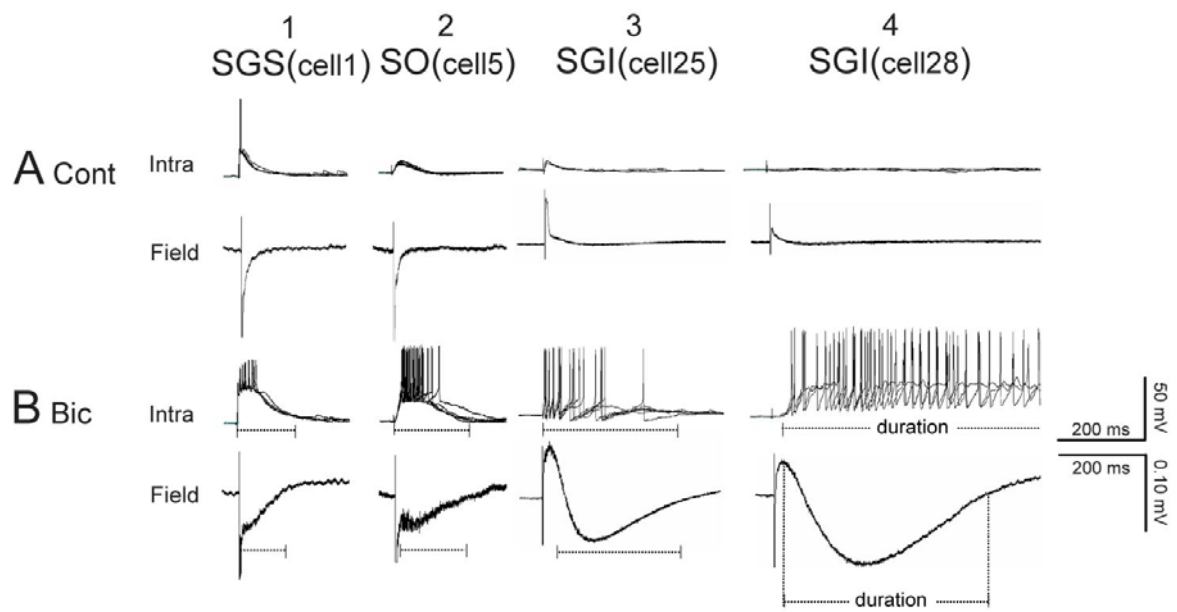 1 2 3 4
SGS(cell1) SO(cell5) SGI(cell25) SGI(cell28)
A Cont
Intra
Field
B Bic
Intra
duration
50 mV
200 ms
Field
200 ms
0.10 mV
duration